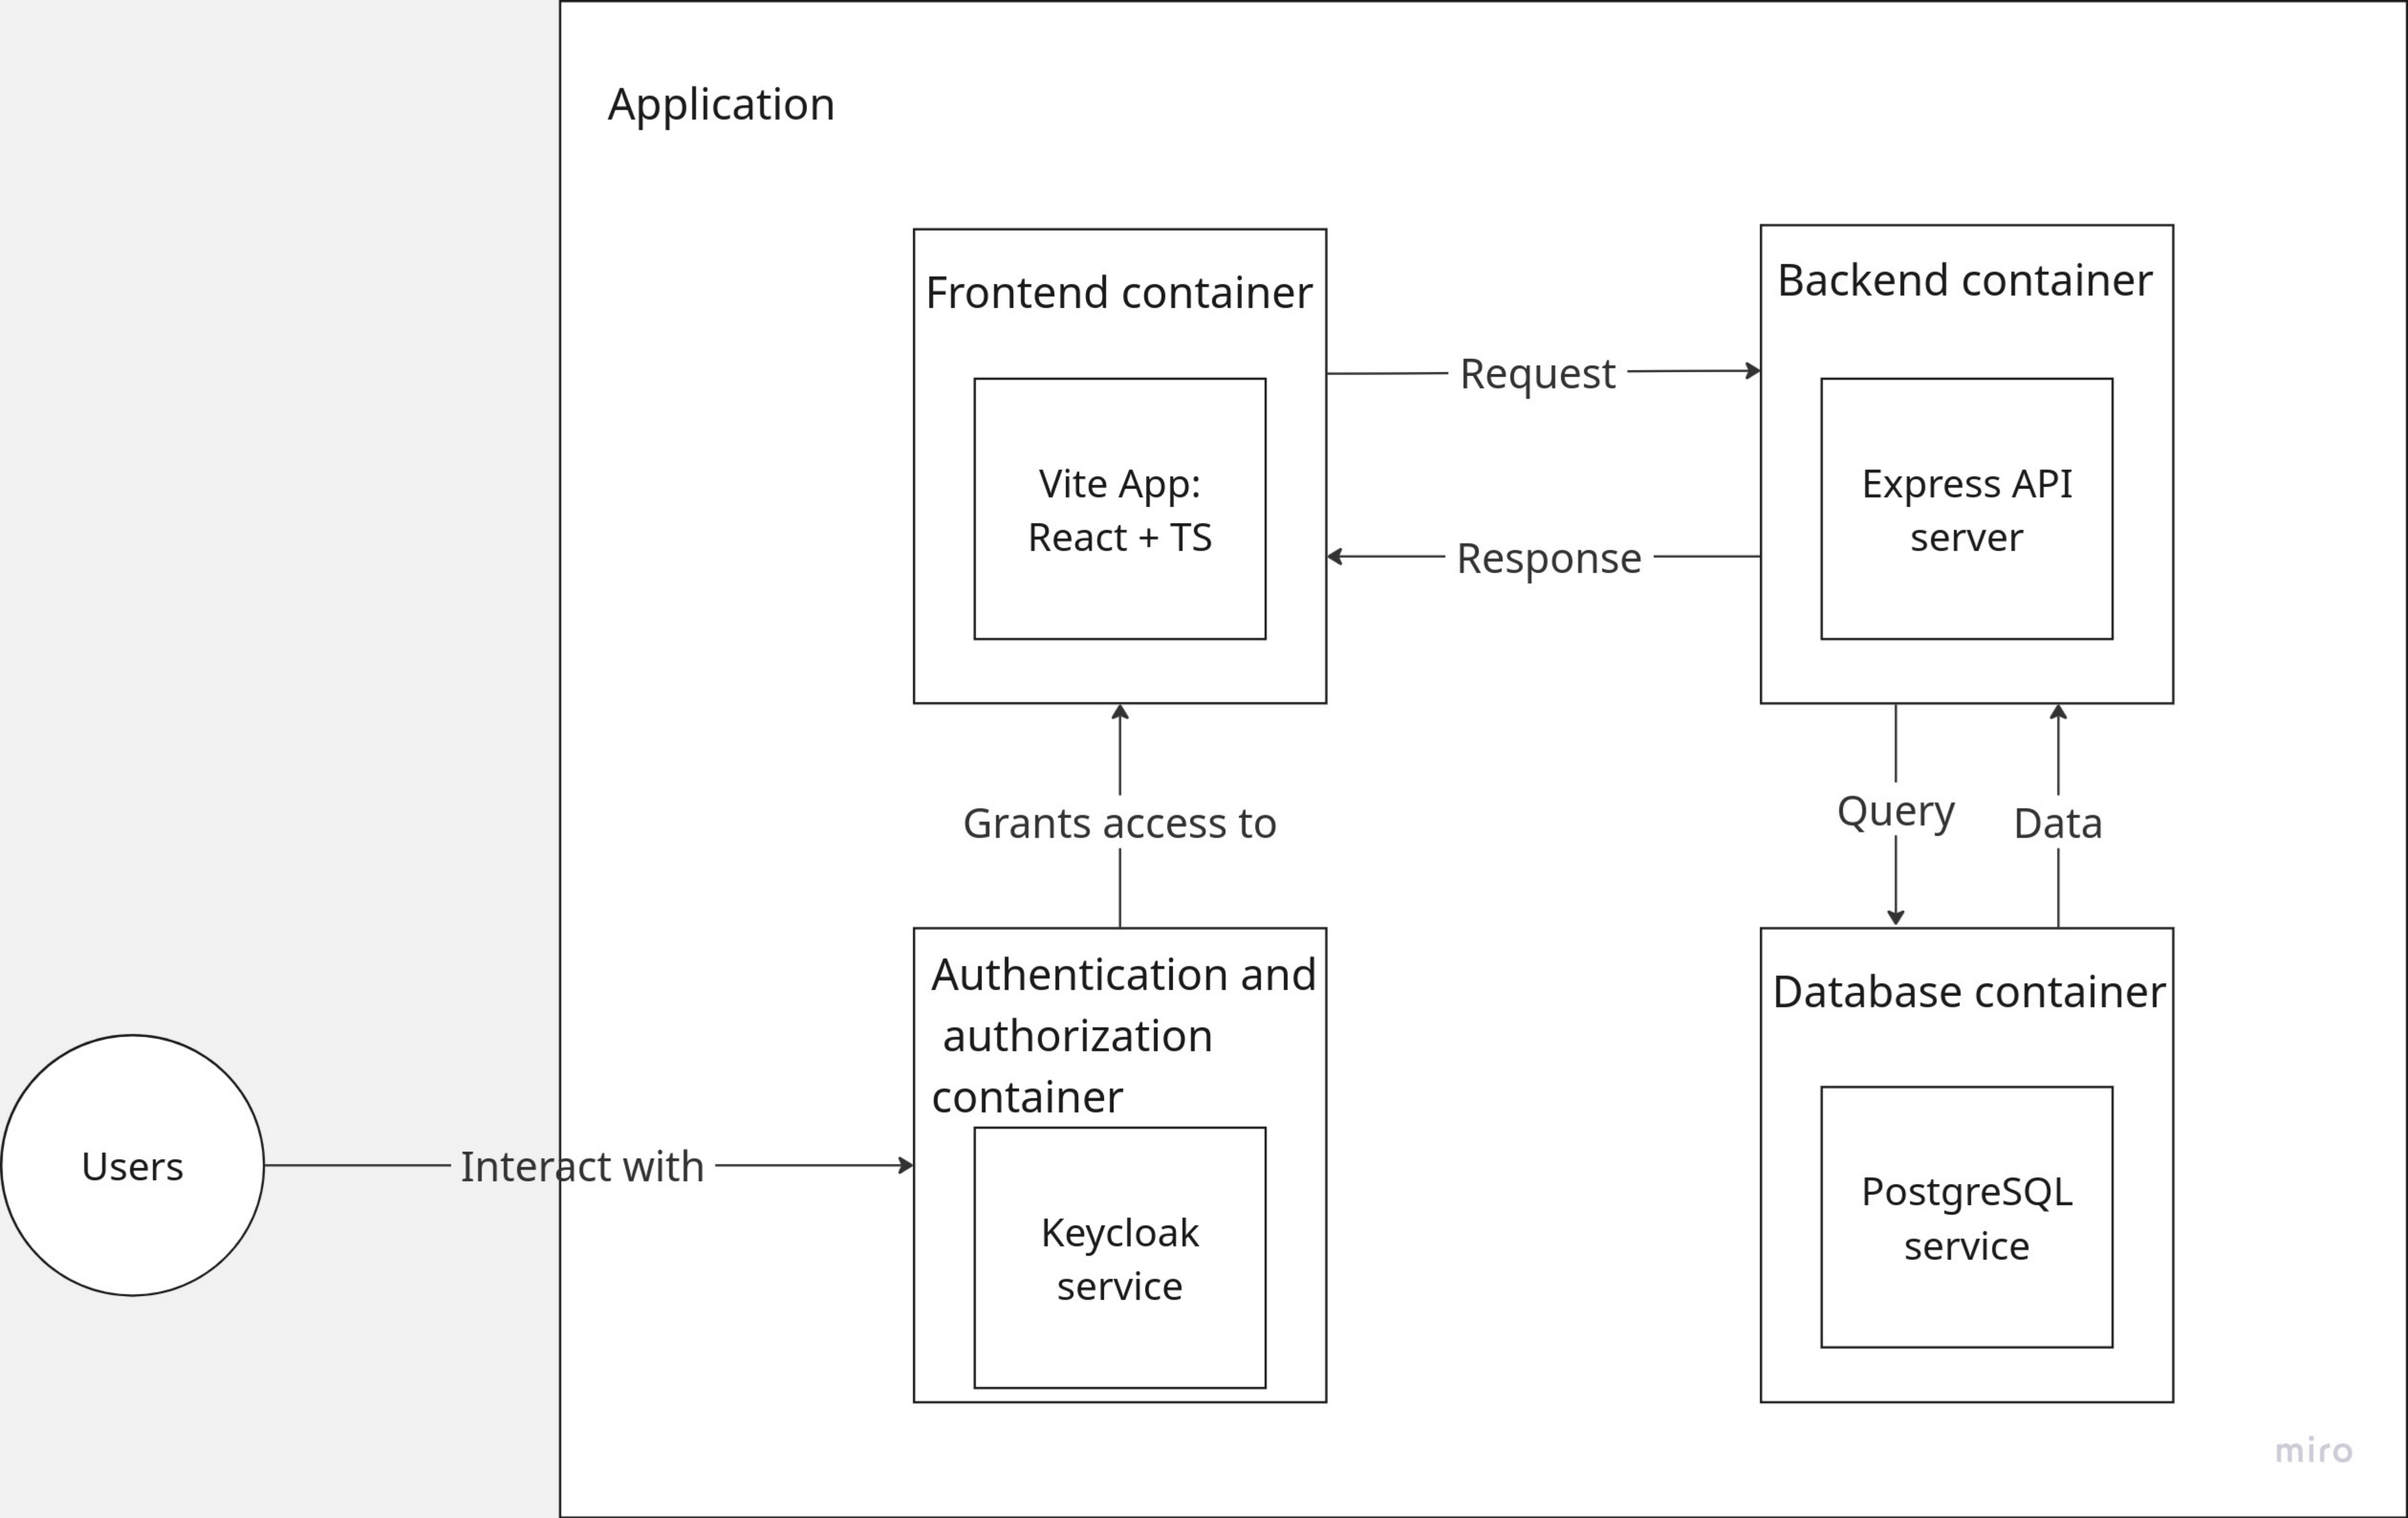 Application
Frontend container
Vite App:
React + TS
Request
Response
Backend container
Express API
server
Grants access to
Query
Data
Authentication and
authorization
container
Keycloak
service
Users
Interact with
Database container
PostgreSQL
service
miro